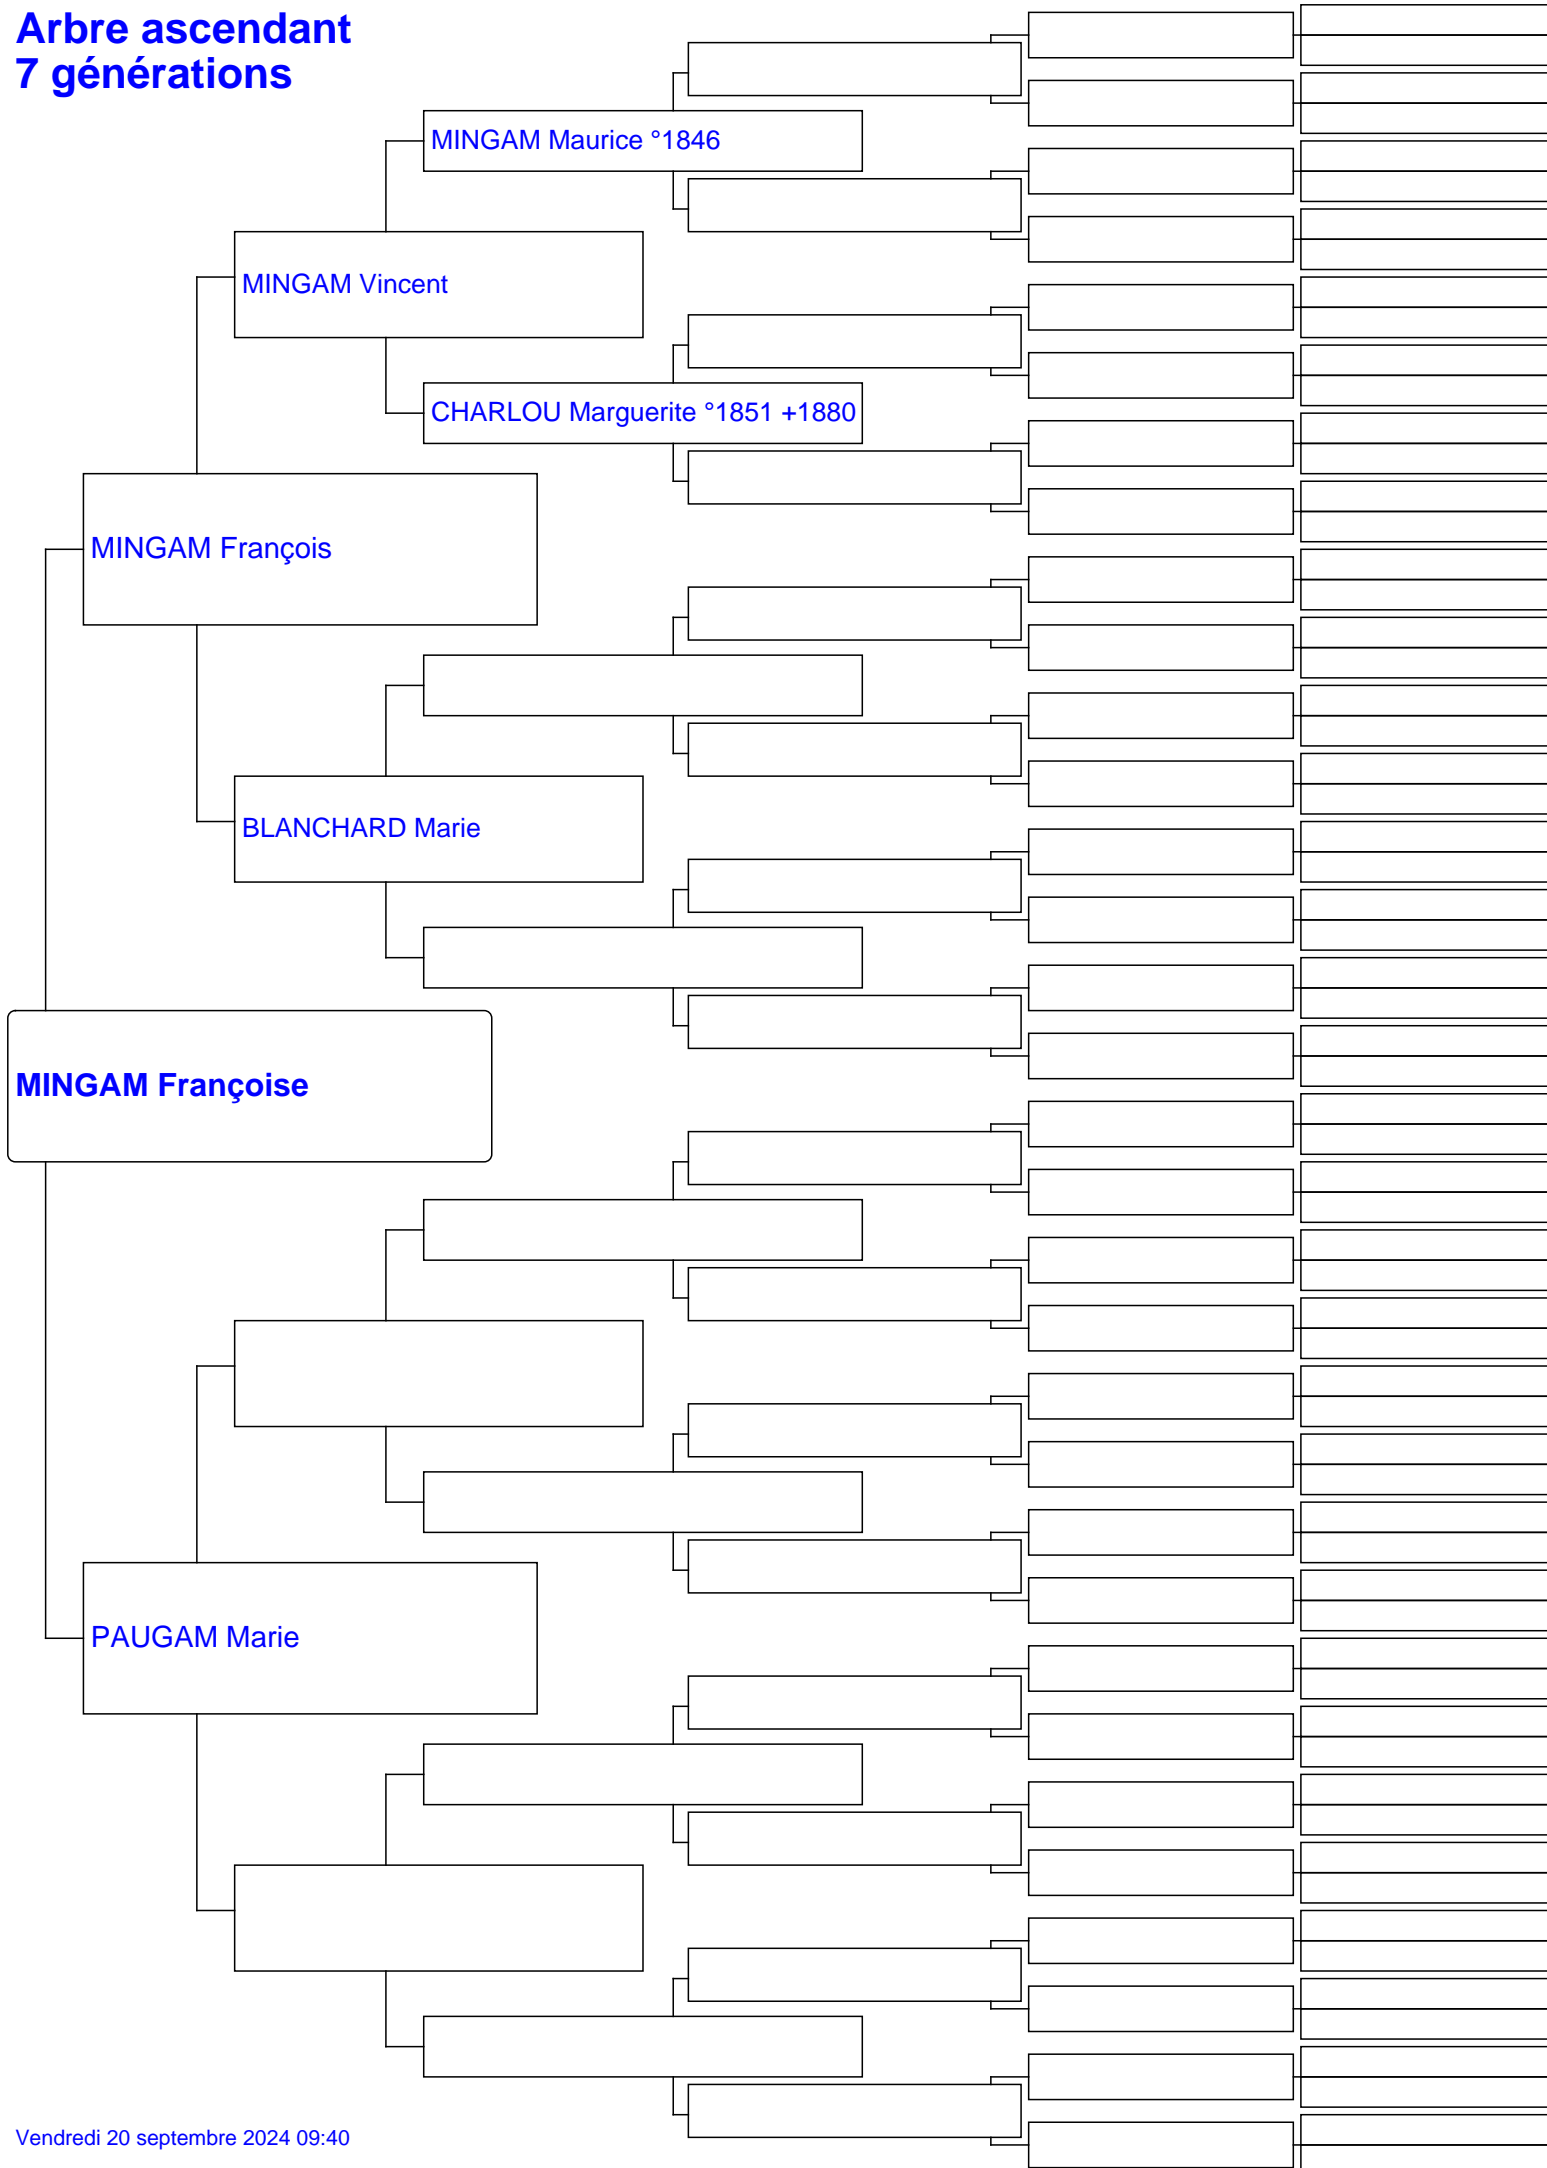 Arbre ascendant
7 générations
MINGAM Maurice °1846
MINGAM Vincent
CHARLOU Marguerite °1851 +1880
MINGAM François
BLANCHARD Marie
MINGAM Françoise
PAUGAM Marie
Vendredi 20 septembre 2024 09:40